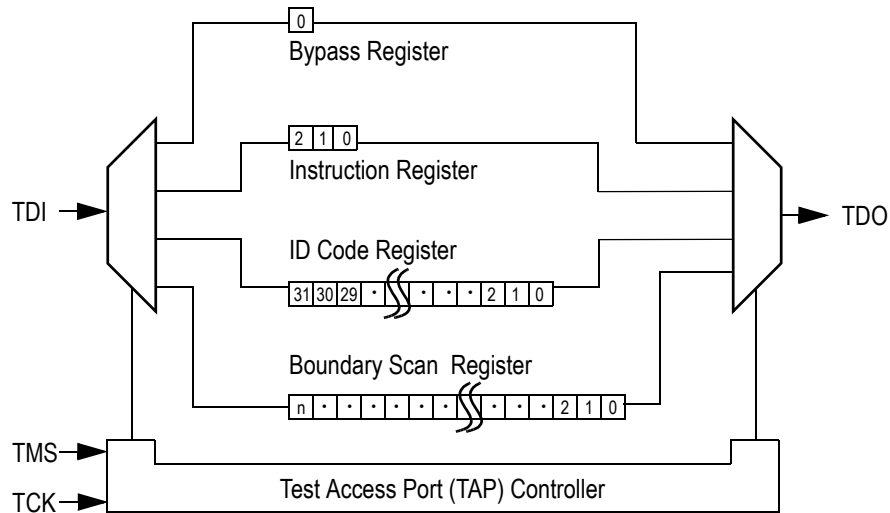 0
Bypass Register
2 1 0
Instruction Register
TDI
TDO
ID Code Register
31 30 29 · · · · 2 1 0
Boundary Scan Register
n · · · · · · · · · 2 1 0
TMS
Test Access Port (TAP) Controller
TCK